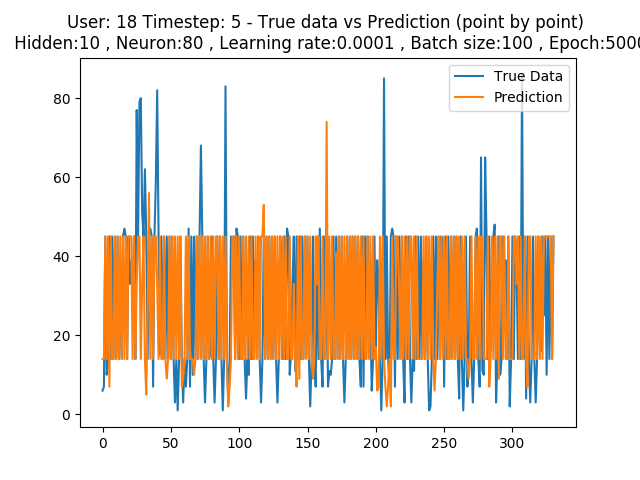 User: 18 Timestep: 5 - True data vs Prediction (point by point)
Hidden:10 , Neuron:80 , Learning rate:0.0001 , Batch size:100 , Epoch:5000
True Data
Prediction
80
60
40
20
0
0 50 100 150 200 250 300